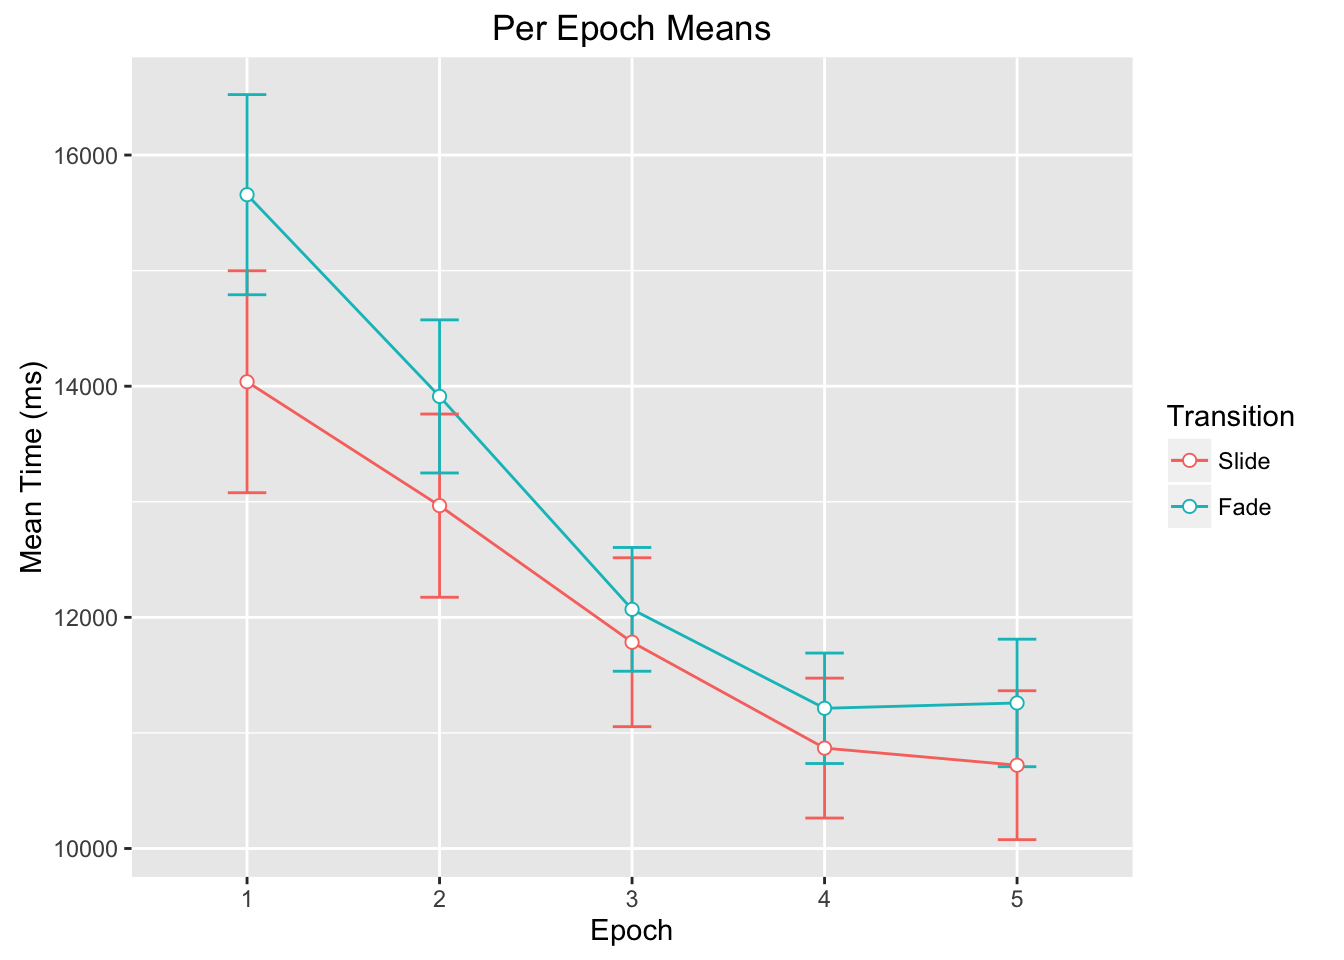 Per Epoch Means
16000
14000
12000
10000
Mean Time (ms)
1 2 3 4 5
Epoch
Transition
Slide
Fade